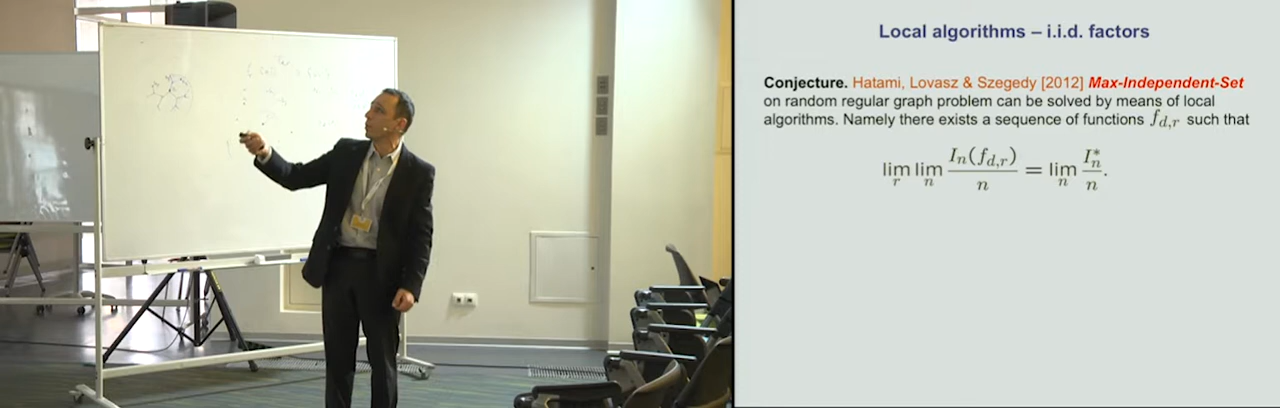 Local algorithms – i.i.d. factors
Conjecture. Hatami, Lovasz & Szegedy [2012] Max-Independent-Set
on random regular graph problem can be solved by means of local
algorithms. Namely there exists a sequence of functions f_{d,r} such that
lim_r lim_n I_n(f_{d,r})/n = lim_n I_n^*/n.